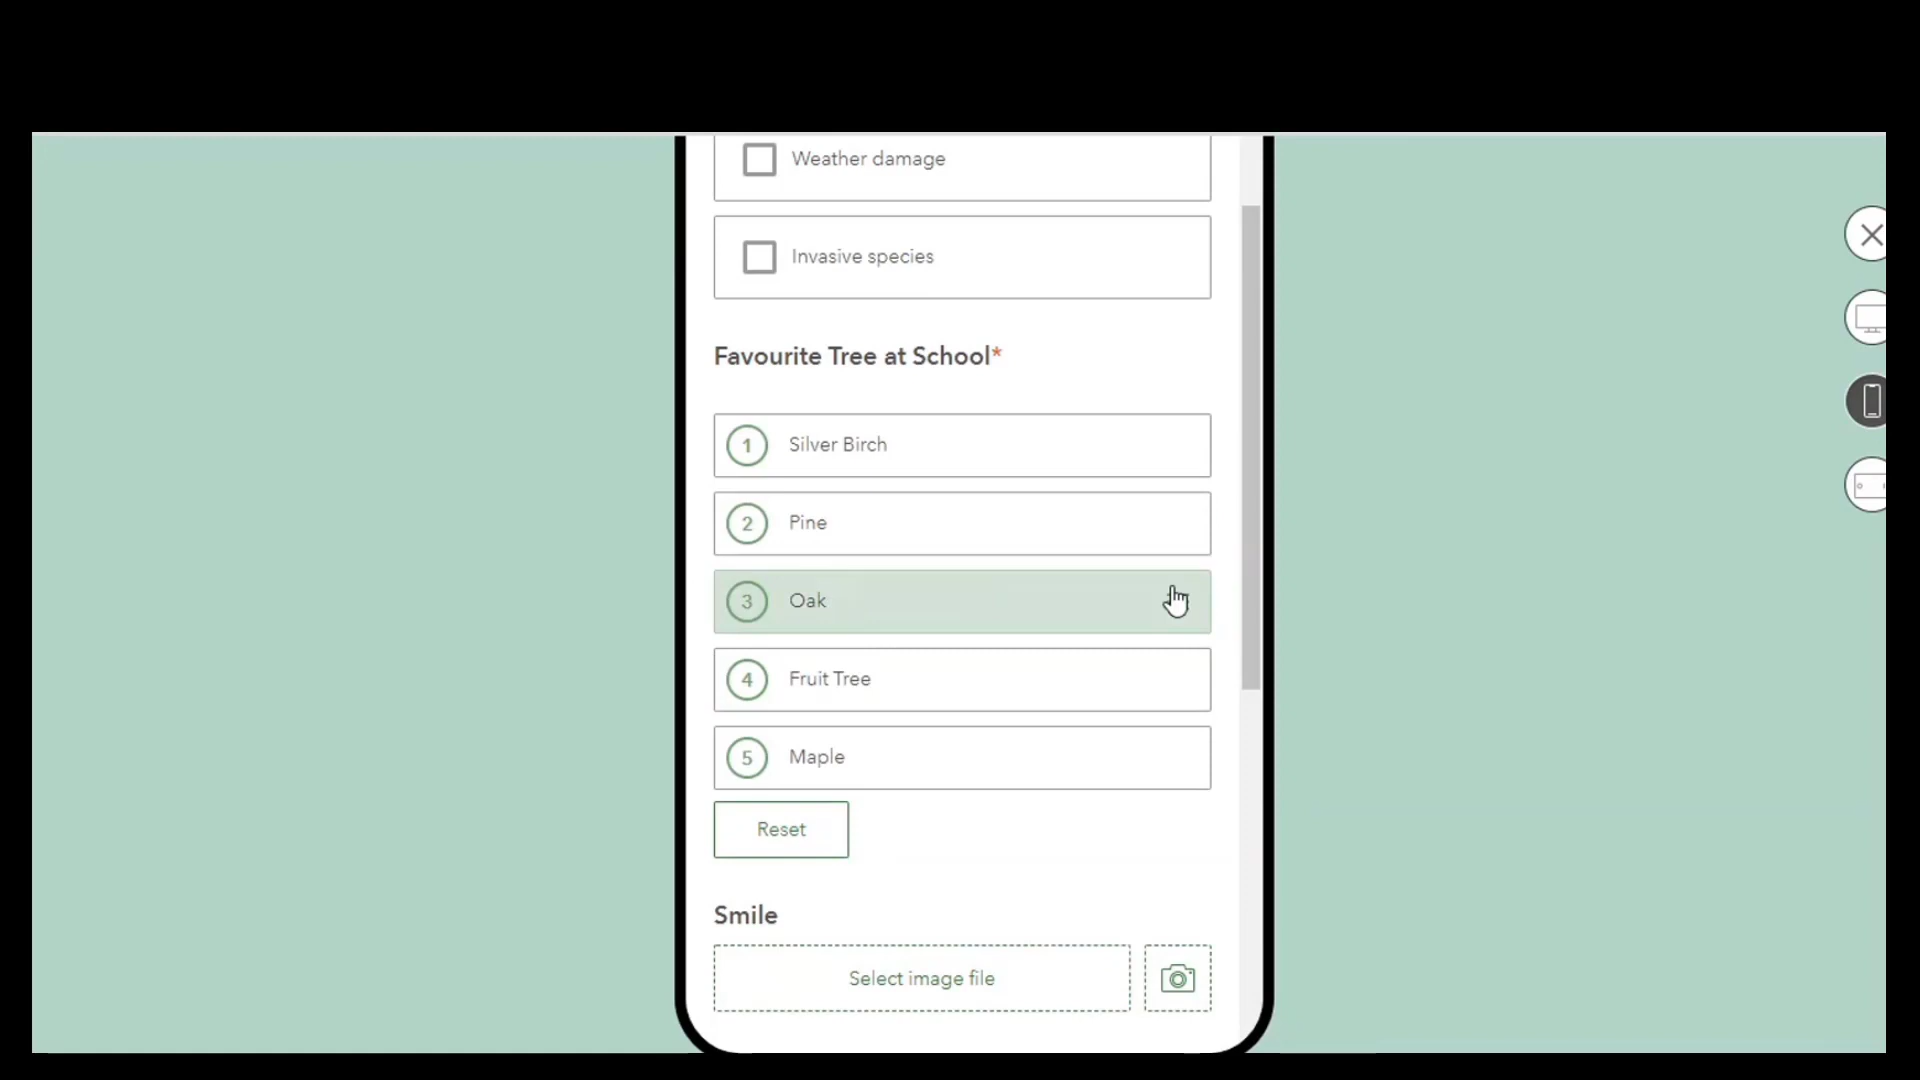 Weather damage
Invasive species
Favourite Tree at School*
1 Silver Birch
2 Pine
3 Oak
4 Fruit Tree
5 Maple
Reset
Smile
Select image file